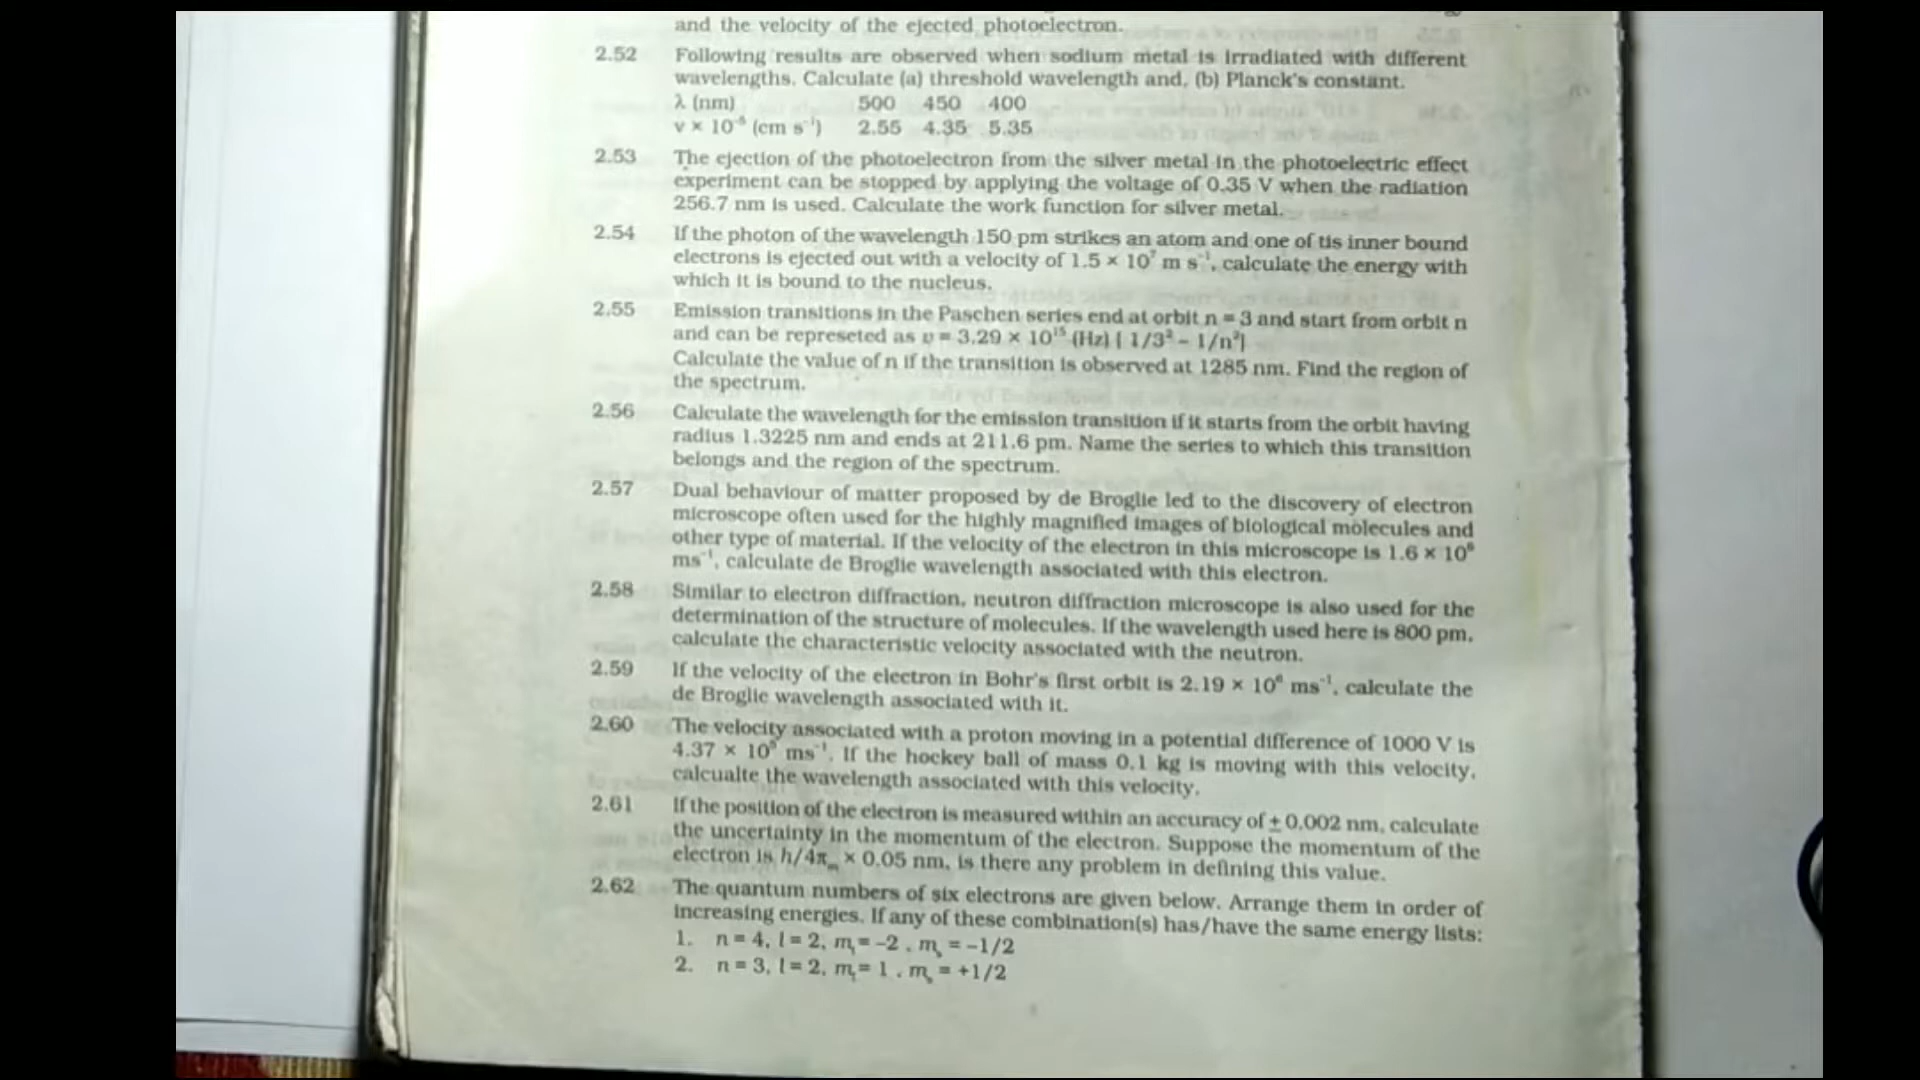 and the velocity of the ejected photoelectron.
2.52 Following results are observed when sodium metal is irradiated with different
wavelengths. Calculate (a) threshold wavelength and, (b) Planck's constant.
λ (nm) 500 450 400
v × 10⁻⁵ (cm s⁻¹) 2.55 4.35 5.35
2.53 The ejection of the photoelectron from the silver metal in the photoelectric effect
experiment can be stopped by applying the voltage of 0.35 V when the radiation
256.7 nm is used. Calculate the work function for silver metal.
2.54 If the photon of the wavelength 150 pm strikes an atom and one of tis inner bound
electrons is ejected out with a velocity of 1.5 × 10⁷ m s⁻¹, calculate the energy with
which it is bound to the nucleus.
2.55 Emission transitions in the Paschen series end at orbit n = 3 and start from orbit n
and can be represeted as υ = 3.29 × 10¹⁵ (Hz) [ 1/3² – 1/n²]
Calculate the value of n if the transition is observed at 1285 nm. Find the region of
the spectrum.
2.56 Calculate the wavelength for the emission transition if it starts from the orbit having
radius 1.3225 nm and ends at 211.6 pm. Name the series to which this transition
belongs and the region of the spectrum.
2.57 Dual behaviour of matter proposed by de Broglie led to the discovery of electron
microscope often used for the highly magnified images of biological molecules and
other type of material. If the velocity of the electron in this microscope is 1.6 × 10⁶
ms⁻¹, calculate de Broglie wavelength associated with this electron.
2.58 Similar to electron diffraction, neutron diffraction microscope is also used for the
determination of the structure of molecules. If the wavelength used here is 800 pm,
calculate the characteristic velocity associated with the neutron.
2.59 If the velocity of the electron in Bohr's first orbit is 2.19 × 10⁶ ms⁻¹, calculate the
de Broglie wavelength associated with it.
2.60 The velocity associated with a proton moving in a potential difference of 1000 V is
4.37 × 10⁵ ms⁻¹. If the hockey ball of mass 0.1 kg is moving with this velocity,
calcualte the wavelength associated with this velocity.
2.61 If the position of the electron is measured within an accuracy of ± 0.002 nm, calculate
the uncertainty in the momentum of the electron. Suppose the momentum of the
electron is h/4πₘ × 0.05 nm, is there any problem in defining this value.
2.62 The quantum numbers of six electrons are given below. Arrange them in order of
increasing energies. If any of these combination(s) has/have the same energy lists:
1. n = 4, l = 2, mₗ = –2 , mₛ = –1/2
2. n = 3, l = 2, mₗ = 1 , mₛ = +1/2